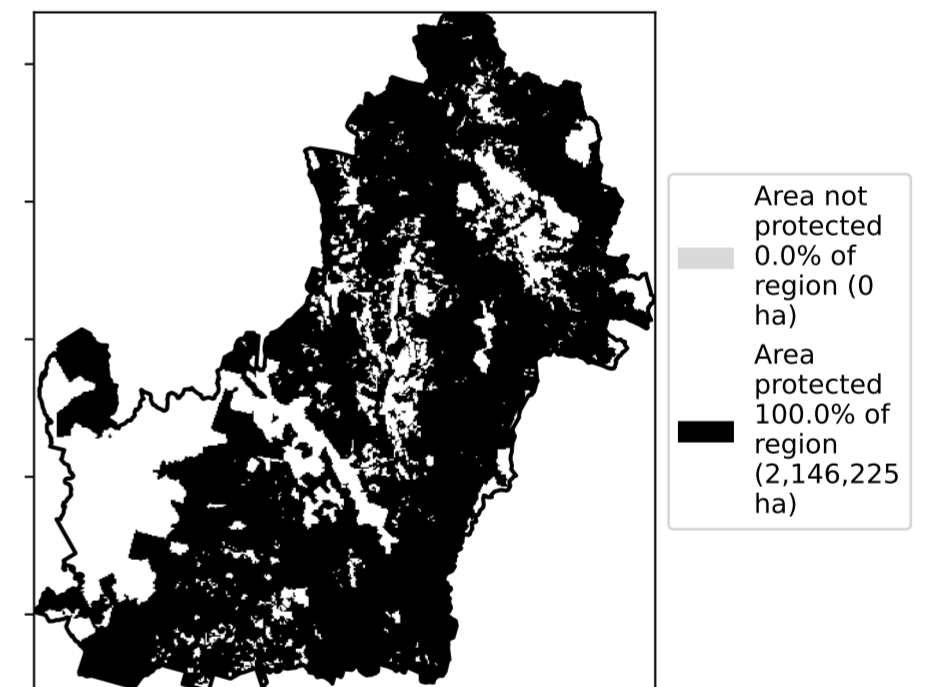 Area not
protected
0.0% of
region (0
ha)
Area
protected
100.0% of
region
(2,146,225
ha)